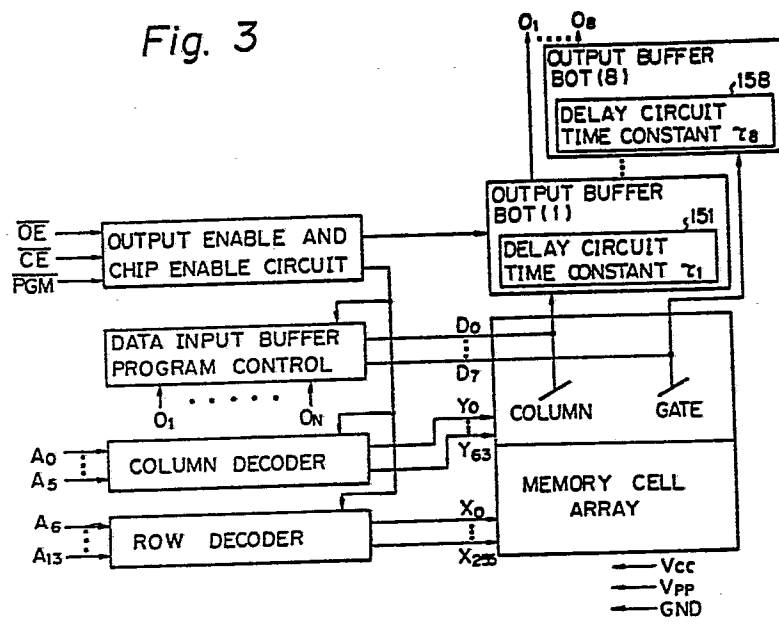 Fig. 3
O1 ..... O8
OUTPUT BUFFER
BOT(8)
158
DELAY CIRCUIT
TIME CONSTANT τ8
OUTPUT BUFFER
BOT(1)
151
DELAY CIRCUIT
TIME CONSTANT τ1
O̅E̅
C̅E̅
P̅G̅M̅
OUTPUT ENABLE AND
CHIP ENABLE CIRCUIT
DATA INPUT BUFFER
PROGRAM CONTROL
O1 ...... ON
D0
D7
COLUMN GATE
A0
A5
COLUMN DECODER
Y0
Y63
MEMORY CELL
ARRAY
A6
A13
ROW DECODER
X0
X255
VCC
VPP
GND